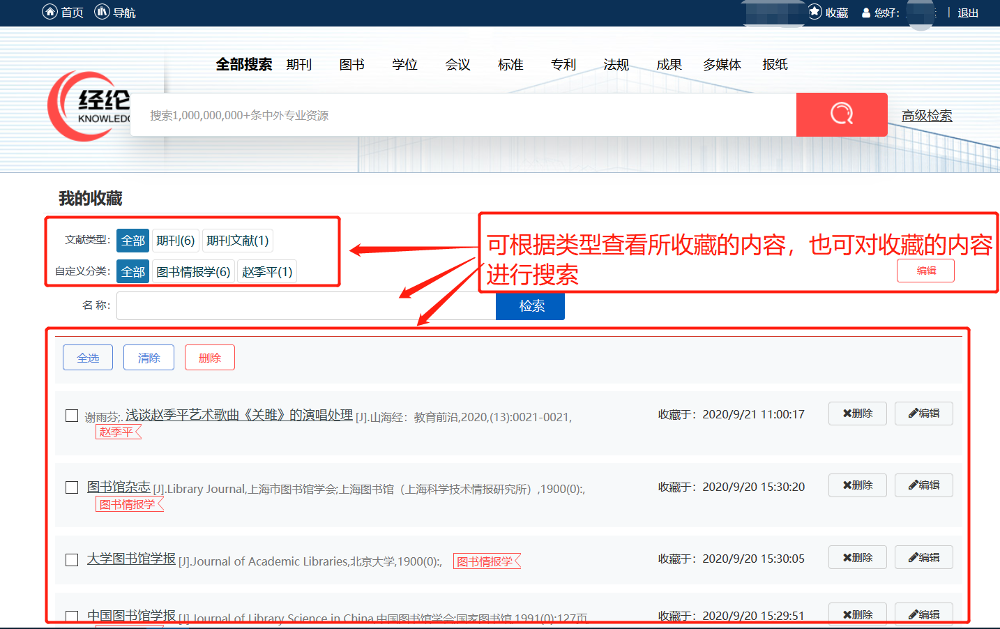 首页 导航 收藏 您好： | 退出
全部搜索 期刊 图书 学位 会议 标准 专利 法规 成果 多媒体 报纸
经纶
KNOWLEDG
搜索1,000,000,000+条中外专业资源
高级检索
我的收藏
文献类型： 全部 期刊(6) 期刊文献(1)
自定义分类： 全部 图书情报学(6) 赵季平(1)
可根据类型查看所收藏的内容，也可对收藏的内容
进行搜索
编辑
名 称： 检索
全选 清除 删除
谢雨芬;. 浅谈赵季平艺术歌曲《关雎》的演唱处理 [J].山海经：教育前沿,2020,(13):0021-0021, 收藏于：2020/9/21 11:00:17 删除 编辑
赵季平
图书馆杂志 [J].Library Journal,上海市图书馆学会;上海图书馆（上海科学技术情报研究所）,1900(0):, 收藏于：2020/9/20 15:30:20 删除 编辑
图书情报学
大学图书馆学报 [J].Journal of Academic Libraries,北京大学,1900(0):, 图书情报学 收藏于：2020/9/20 15:30:05 删除 编辑
中国图书馆学报 [J].Journal of Library Science in China,中国图书馆学会;国家图书馆,1991(0):127页, 收藏于：2020/9/20 15:29:51 删除 编辑